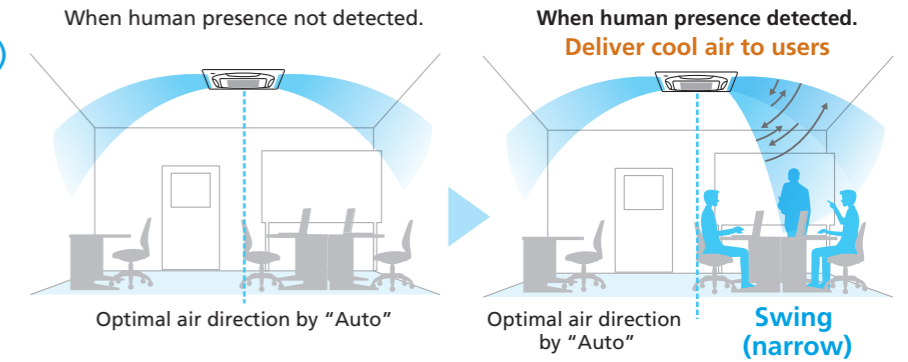 When human presence not detected.
Optimal air direction by “Auto”
When human presence detected.
Deliver cool air to users
Optimal air direction
by “Auto”
Swing
(narrow)